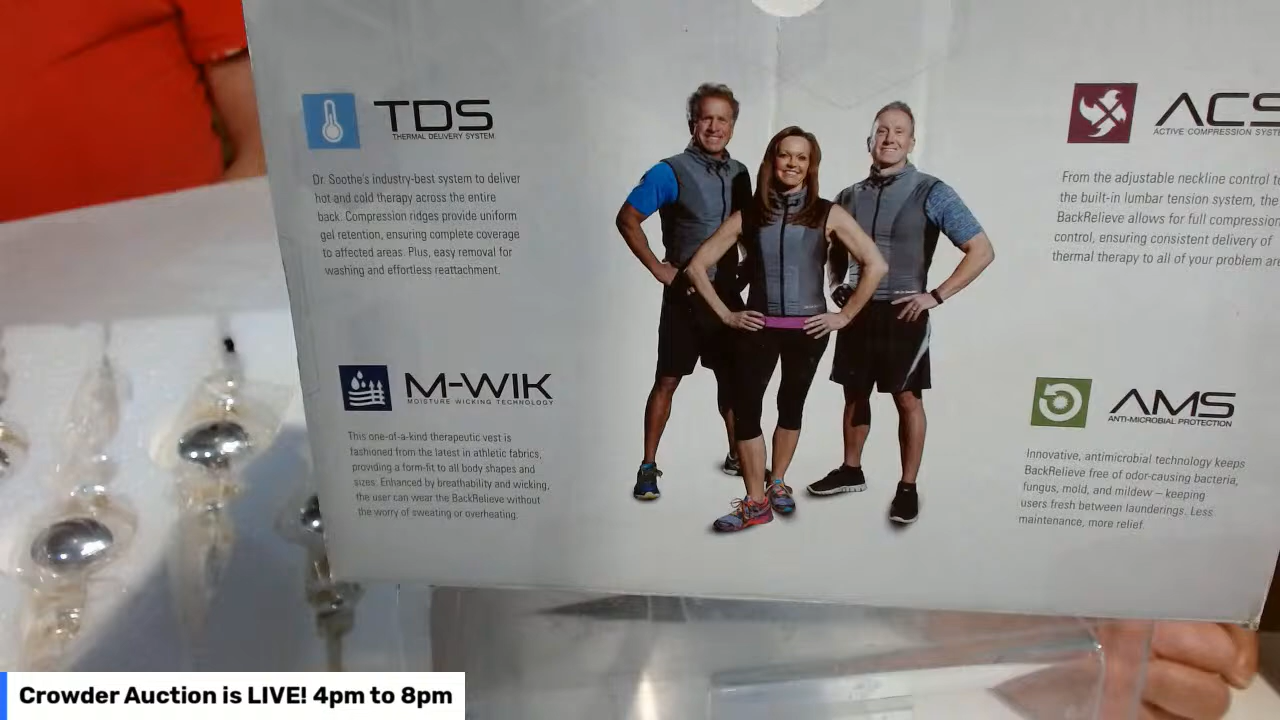 TDS
THERMAL DELIVERY SYSTEM
Dr. Soothe's industry-best system to deliver
hot and cold therapy across the entire
back. Compression ridges provide uniform
gel retention, ensuring complete coverage
to affected areas. Plus, easy removal for
washing and effortless reattachment.
M-WIK
MOISTURE WICKING TECHNOLOGY
This one-of-a-kind therapeutic vest is
fashioned from the latest in athletic fabrics,
providing a form-fit to all body shapes and
sizes. Enhanced by breathability and wicking,
the user can wear the BackRelieve without
the worry of sweating or overheating.
ACS
ACTIVE COMPRESSION SYSTE
From the adjustable neckline control to
the built-in lumbar tension system, the
BackRelieve allows for full compression
control, ensuring consistent delivery of
thermal therapy to all of your problem are
AMS
ANTI-MICROBIAL PROTECTION
Innovative, antimicrobial technology keeps
BackRelieve free of odor-causing bacteria,
fungus, mold, and mildew – keeping
users fresh between launderings. Less
maintenance, more relief.
Crowder Auction is LIVE! 4pm to 8pm